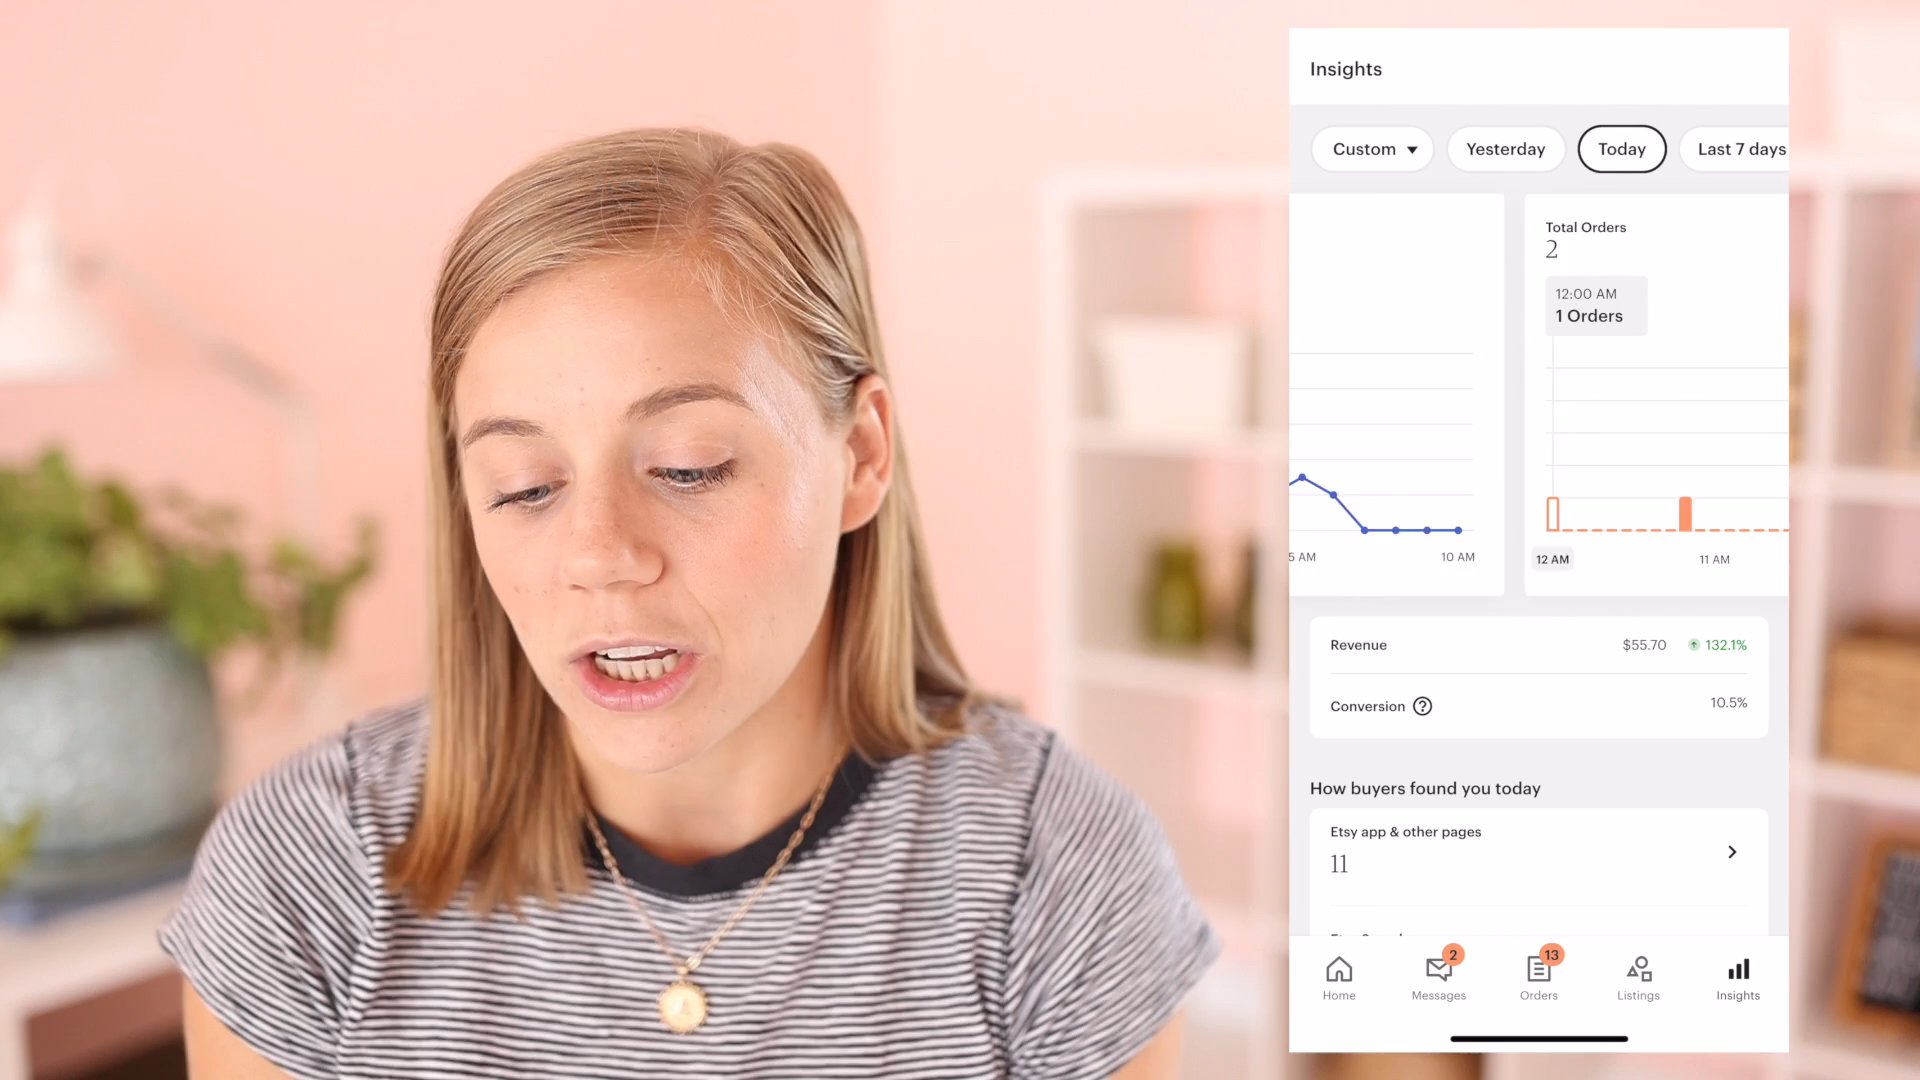 Insights
Custom
Yesterday
Today
Last 7 days
Total Orders
2
12:00 AM
1 Orders
5 AM
10 AM
12 AM
11 AM
Revenue
$55.70
132.1%
Conversion ?
10.5%
How buyers found you today
Etsy app & other pages
11
2
13
Home
Messages
Orders
Listings
Insights